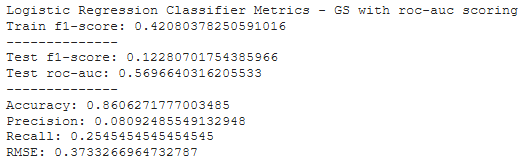 Logistic Regression Classifier Metrics - GS with roc-auc scoring
Train f1-score: 0.42080378250591016
--------------
Test f1-score: 0.12280701754385966
Test roc-auc: 0.5696640316205533
--------------
Accuracy: 0.8606271777003485
Precision: 0.08092485549132948
Recall: 0.2545454545454545
RMSE: 0.3733266964732787